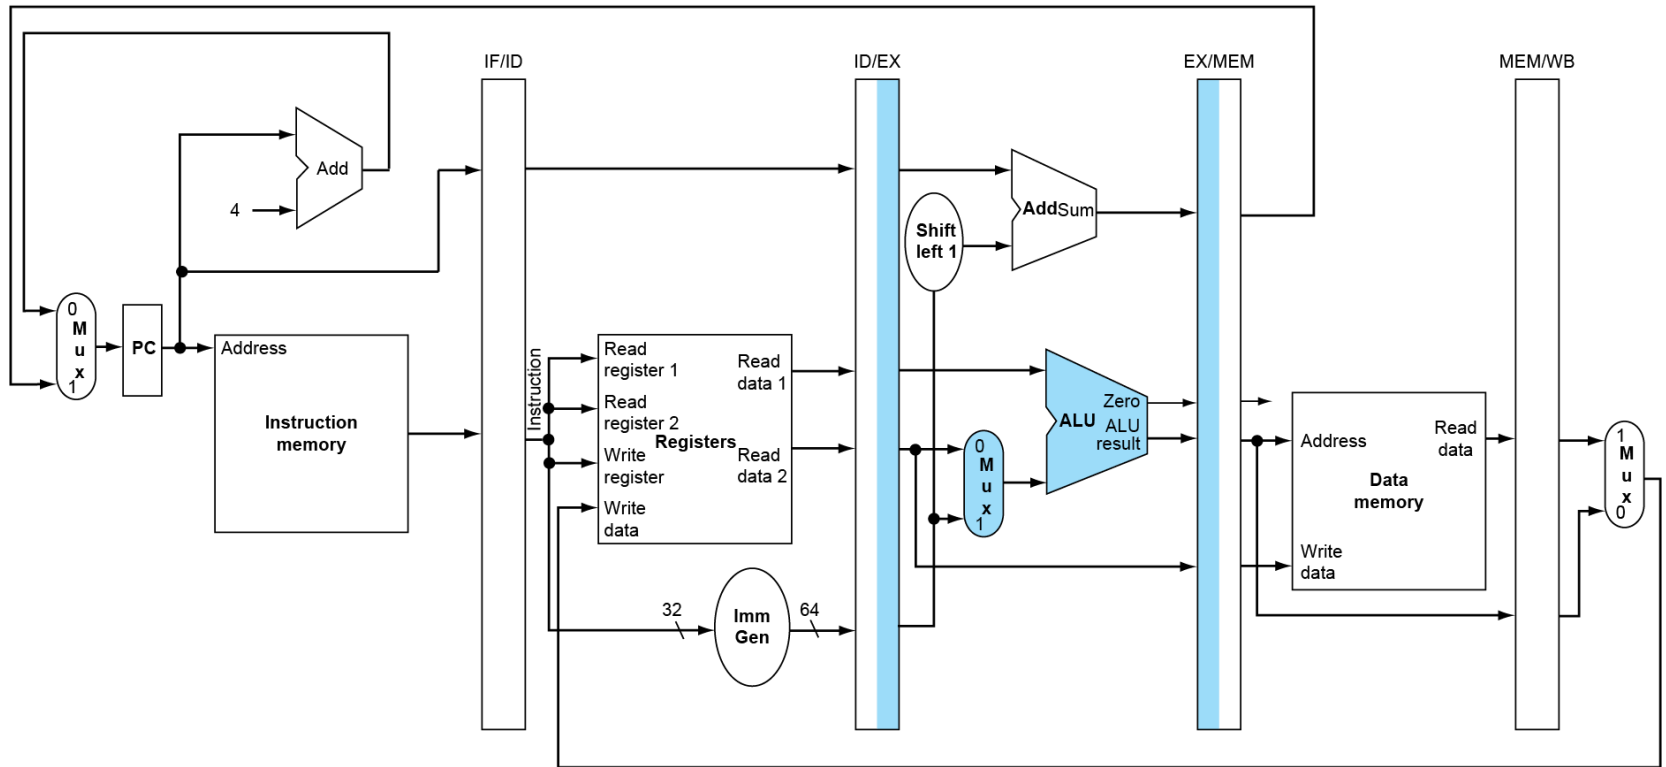 IF/ID
ID/EX
EX/MEM
MEM/WB
Add
4
Add Sum
Shift
left 1
0
M
u
x
1
PC
Address
Instruction
memory
Instruction
Read
register 1
Read
register 2
Write
register
Write
data
Registers
Read
data 1
Read
data 2
0
M
u
x
1
Zero
ALU
ALU
result
Address
Read
data
Data
memory
Write
data
1
M
u
x
0
32
Imm
Gen
64